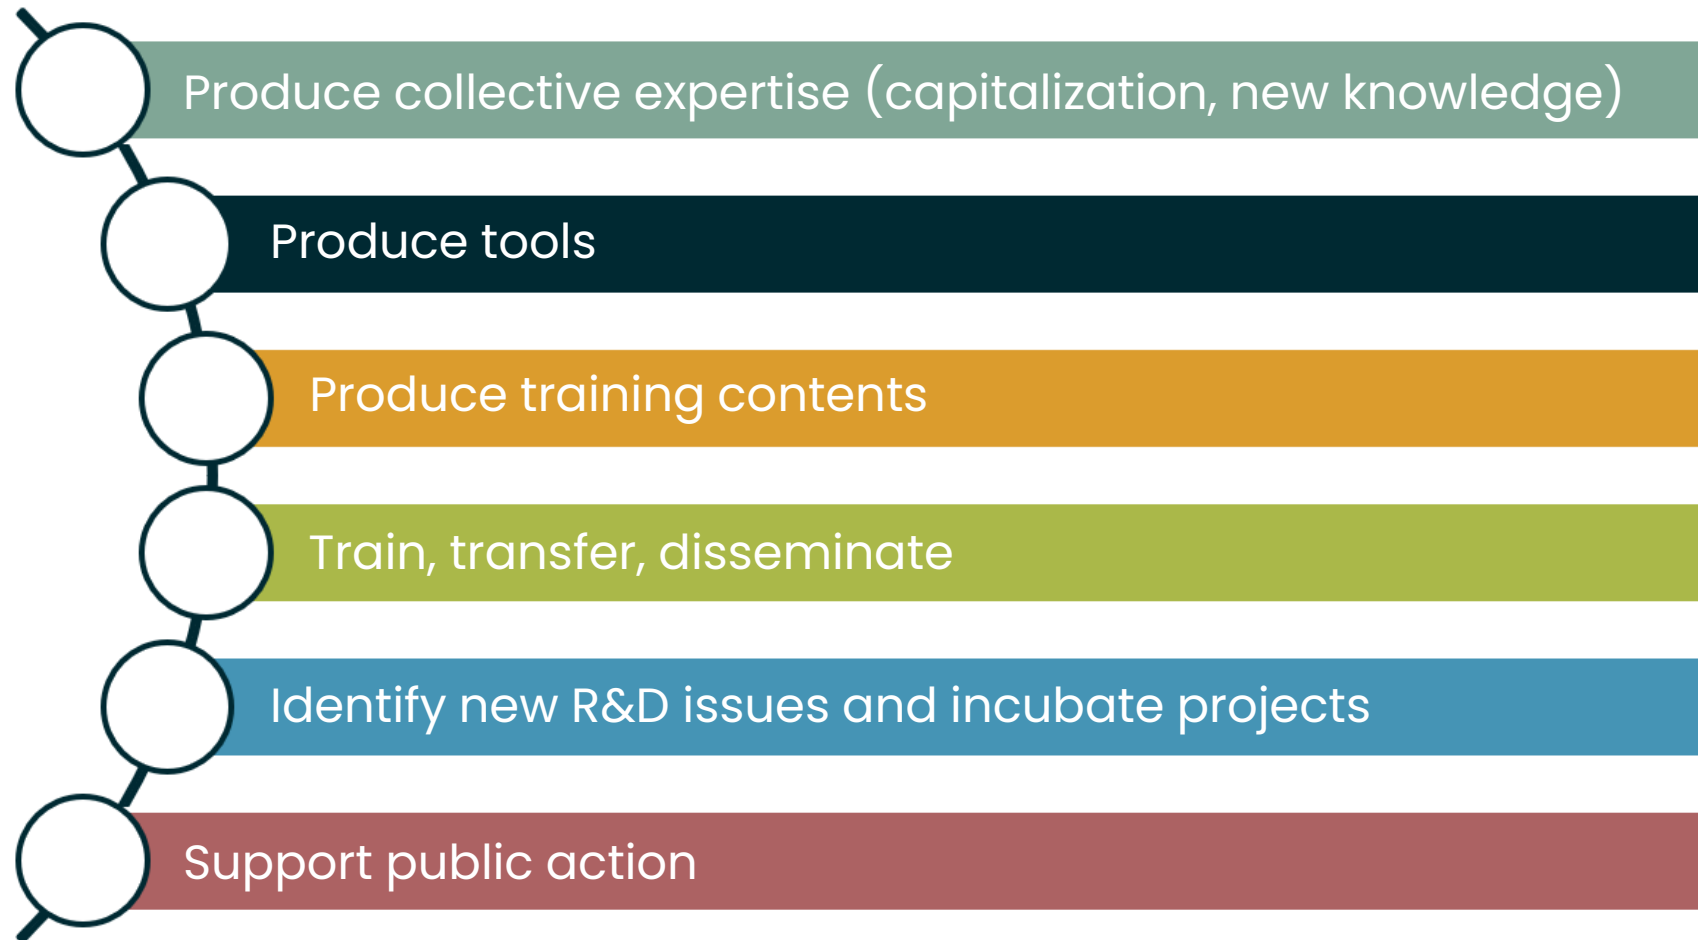 Produce collective expertise (capitalization, new knowledge)
Produce tools
Produce training contents
Train, transfer, disseminate
Identify new R&D issues and incubate projects
Support public action